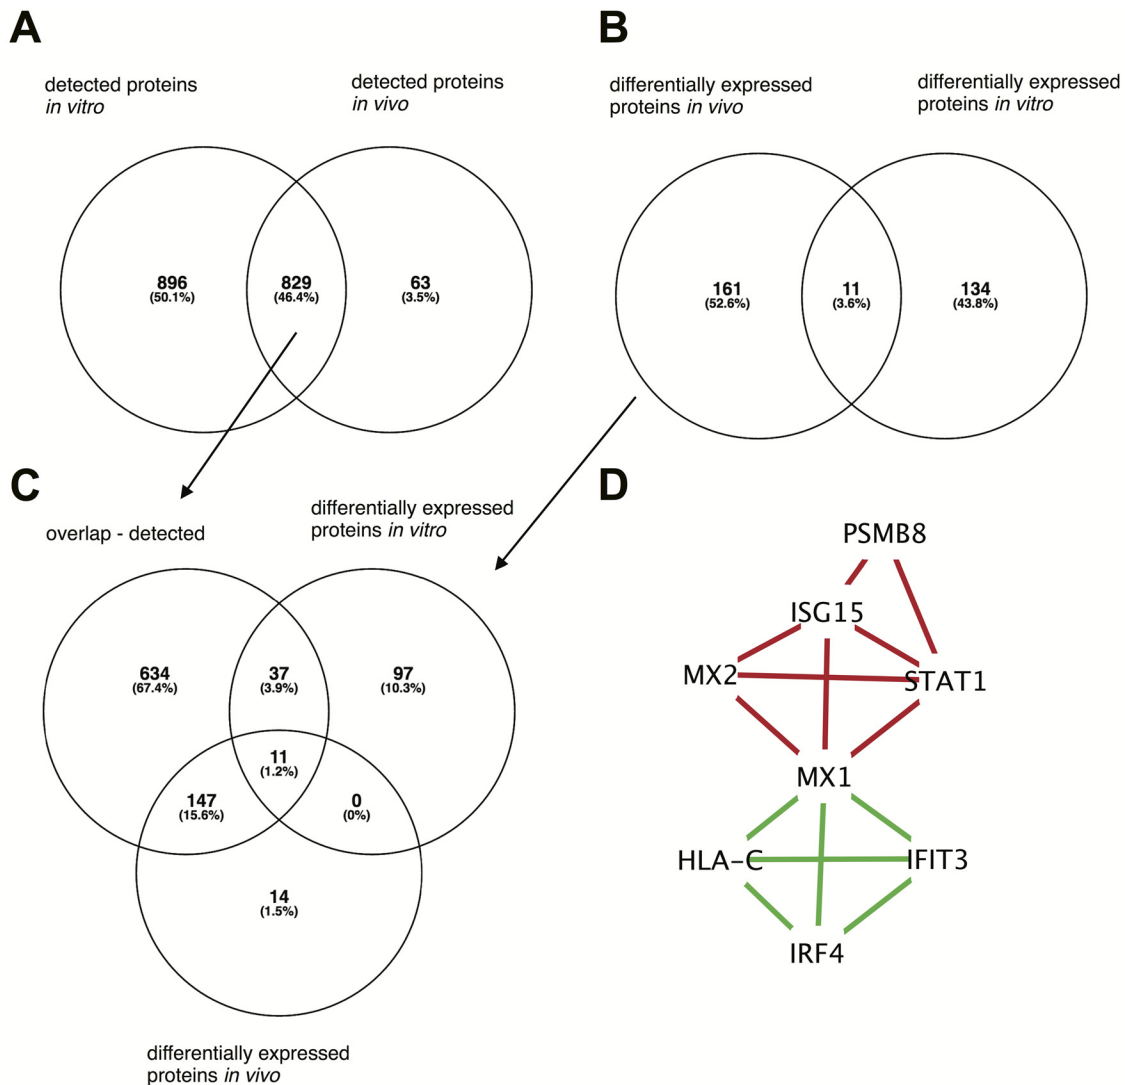 A
detected proteins
in vitro
detected proteins
in vivo
896
(50.1%)
829
(46.4%)
63
(3.5%)
B
differentially expressed
proteins in vivo
differentially expressed
proteins in vitro
161
(52.6%)
11
(3.6%)
134
(43.8%)
C
overlap - detected
differentially expressed
proteins in vitro
634
(67.4%)
37
(3.9%)
97
(10.3%)
11
(1.2%)
147
(15.6%)
0
(0%)
14
(1.5%)
differentially expressed
proteins in vivo
D
PSMB8
ISG15
MX2
STAT1
MX1
HLA-C
IFIT3
IRF4